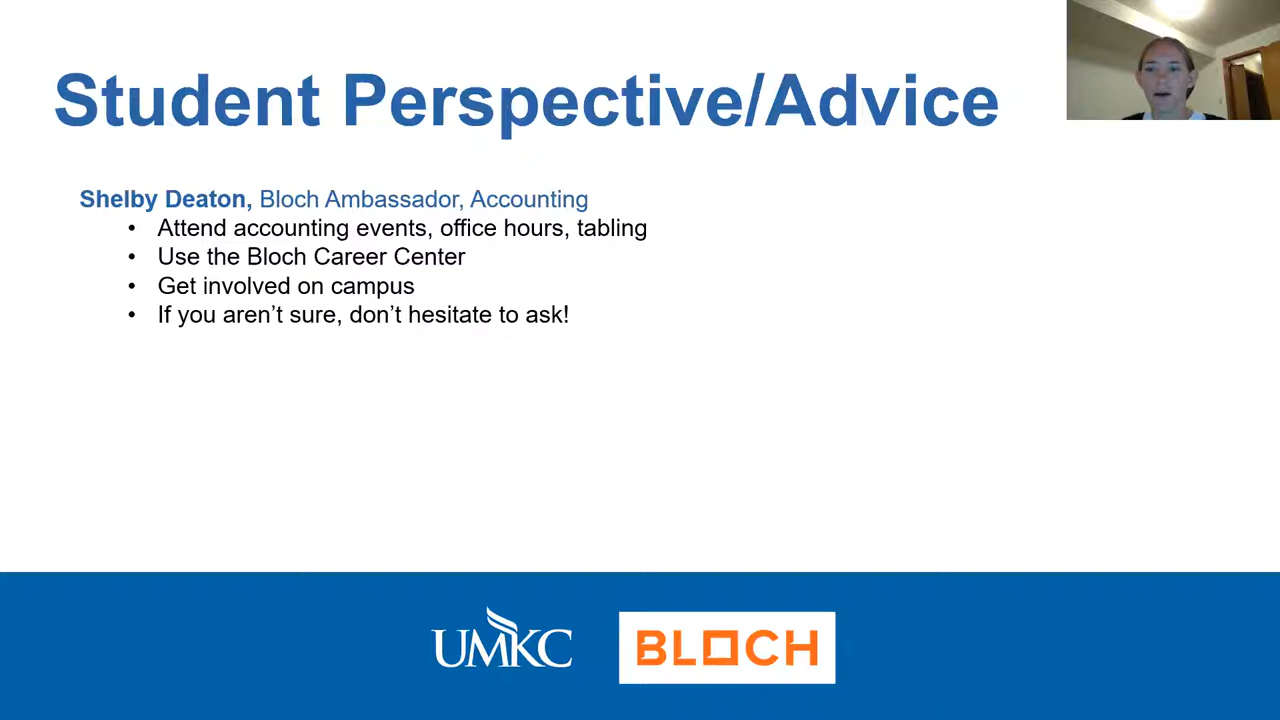 Student Perspective/Advice
Shelby Deaton, Bloch Ambassador, Accounting
• Attend accounting events, office hours, tabling
• Use the Bloch Career Center
• Get involved on campus
• If you aren’t sure, don’t hesitate to ask!
UMKC
BLOCH